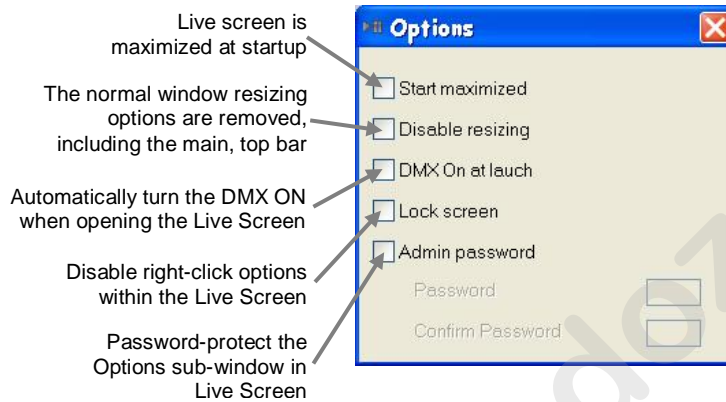 Live screen is
maximized at startup
The normal window resizing
options are removed,
including the main, top bar
Automatically turn the DMX ON
when opening the Live Screen
Disable right-click options
within the Live Screen
Password-protect the
Options sub-window in
Live Screen
Options
Start maximized
Disable resizing
DMX On at lauch
Lock screen
Admin password
Password
Confirm Password